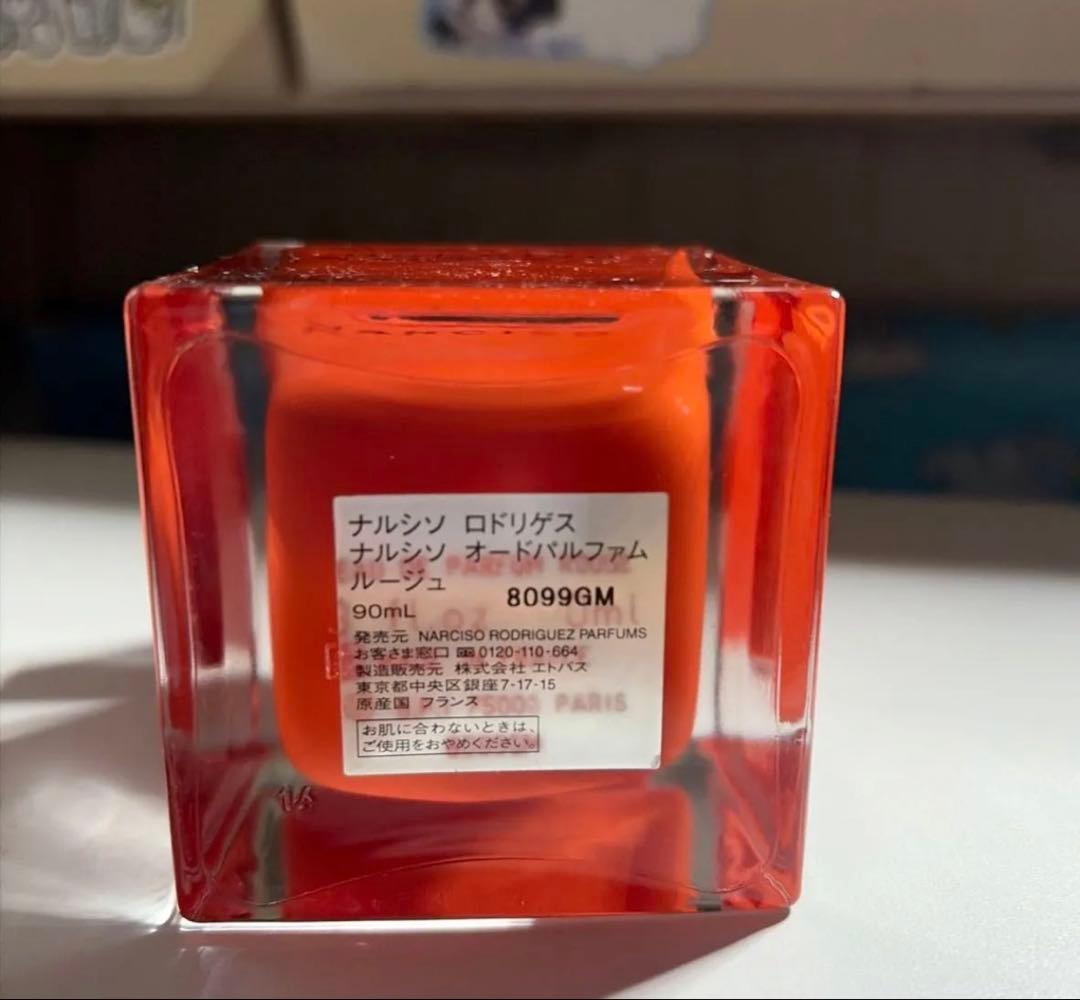 ナルシソ ロドリゲス
ナルシソ オードパルファム
ルージュ
8099GM
90mL
発売元 NARCISO RODRIGUEZ PARFUMS
お客さま窓口 0120-110-664
製造販売元 株式会社 エトバス
東京都中央区銀座7-17-15
原産国 フランス
お肌に合わないときは、
ご使用をおやめください。
PARIS
16